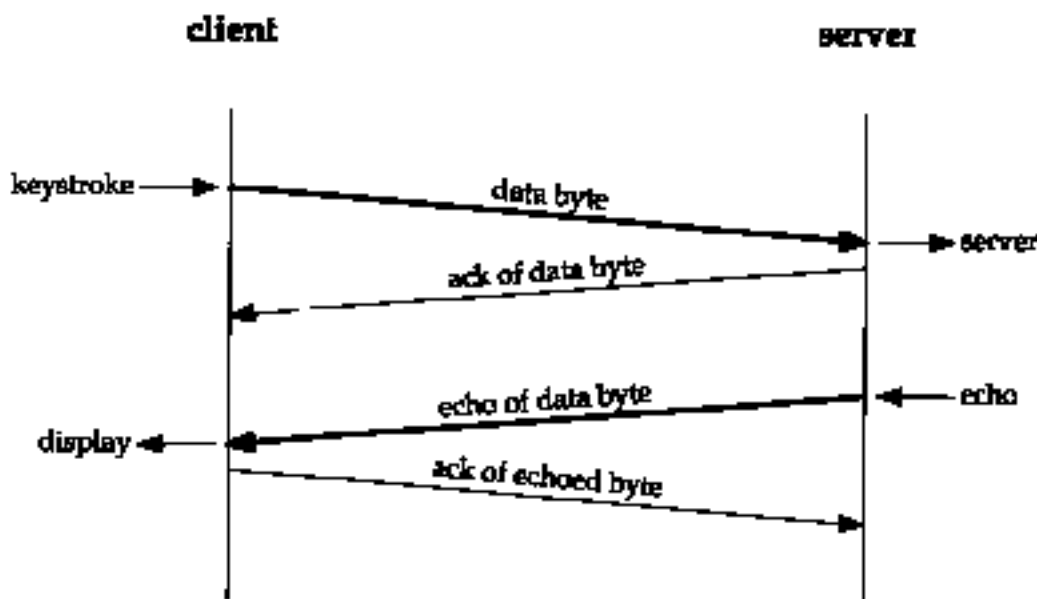 client
server
keystroke
data byte
server
ack of data byte
echo of data byte
echo
display
ack of echoed byte